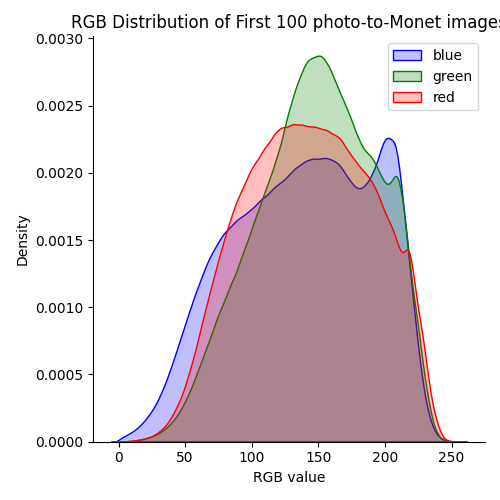 RGB Distribution of First 100 photo-to-Monet images
blue
green
red
0.0030
0.0025
0.0020
0.0015
0.0010
0.0005
0.0000
Density
0 50 100 150 200 250
RGB value